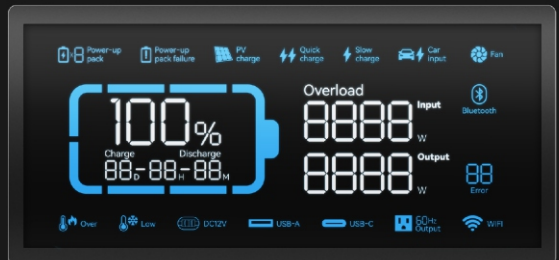 ×8 Power-up pack
Power-up pack failure
PV charge
Quick charge
Slow charge
Car input
Fan
100%
Charge Discharge
88D-88H-88M
Overload
8888 Input W
8888 Output W
Bluetooth
88
Error
Over
Low
DC12V
USB-A
USB-C
60Hz Output
WIFI